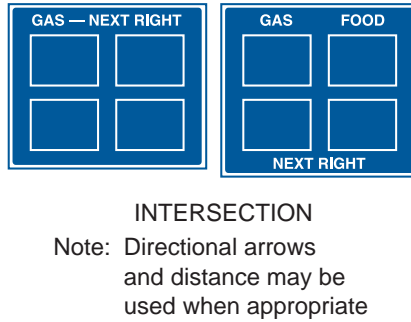 GAS — NEXT RIGHT
GAS FOOD
NEXT RIGHT
INTERSECTION
Note: Directional arrows
and distance may be
used when appropriate